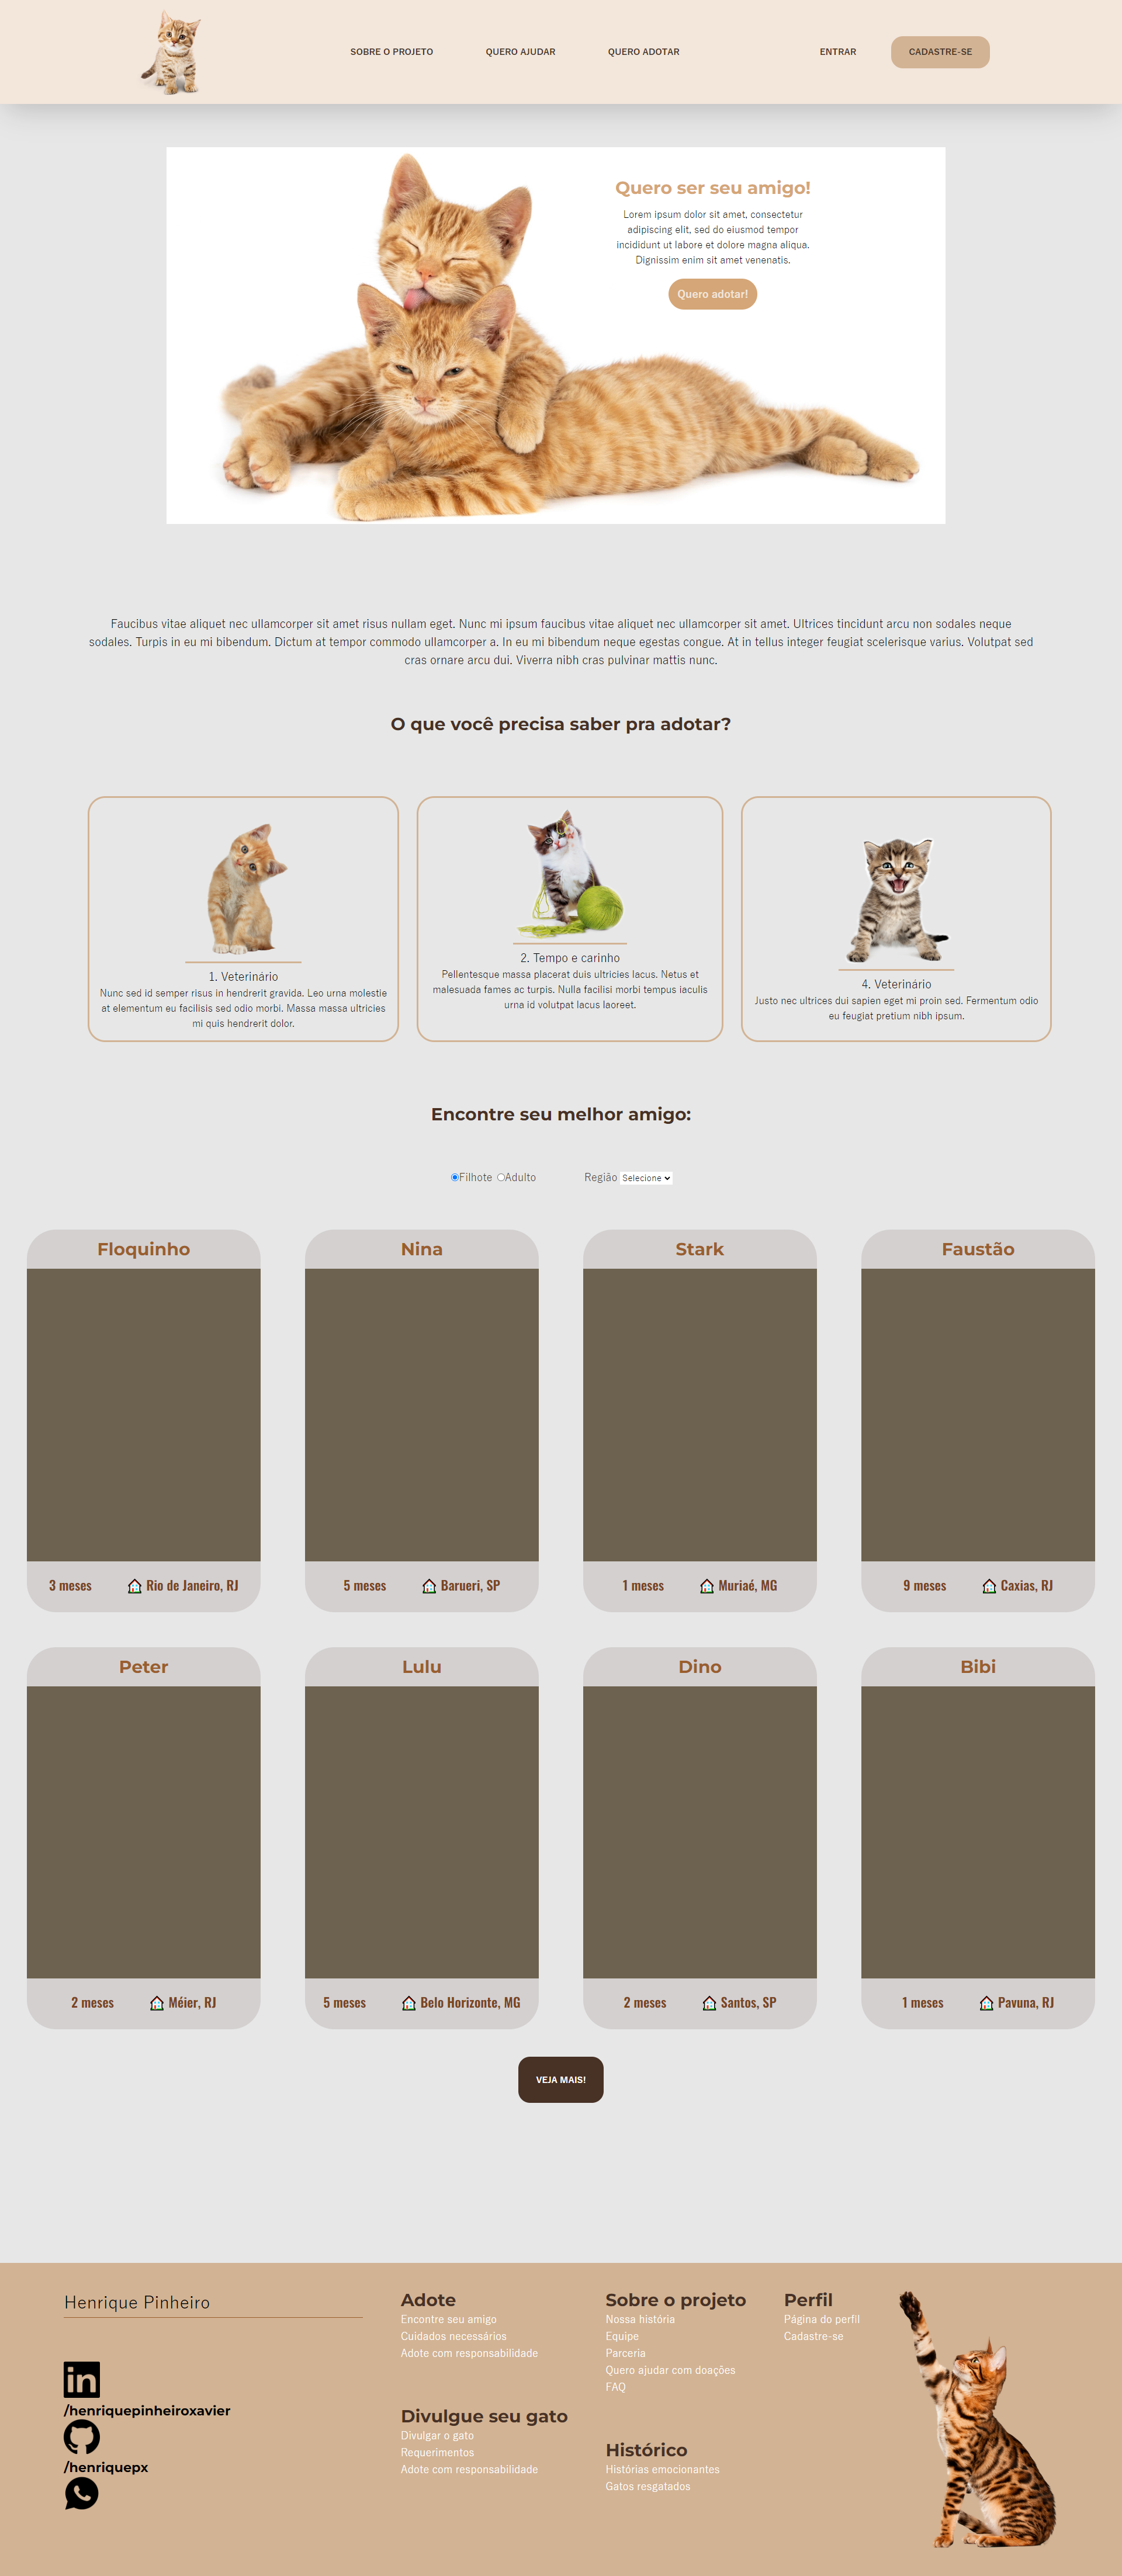 SOBRE O PROJETO
QUERO AJUDAR
QUERO ADOTAR
ENTRAR
CADASTRE-SE
Quero ser seu amigo!
Lorem ipsum dolor sit amet, consectetur
adipiscing elit, sed do eiusmod tempor
incididunt ut labore et dolore magna aliqua.
Dignissim enim sit amet venenatis.
Quero adotar!
Faucibus vitae aliquet nec ullamcorper sit amet risus nullam eget. Nunc mi ipsum faucibus vitae aliquet nec ullamcorper sit amet. Ultrices tincidunt arcu non sodales neque
sodales. Turpis in eu mi bibendum. Dictum at tempor commodo ullamcorper a. In eu mi bibendum neque egestas congue. At in tellus integer feugiat scelerisque varius. Volutpat sed
cras ornare arcu dui. Viverra nibh cras pulvinar mattis nunc.
O que você precisa saber pra adotar?
1. Veterinário
Nunc sed id semper risus in hendrerit gravida. Leo urna molestie
at elementum eu facilisis sed odio morbi. Massa massa ultricies
mi quis hendrerit dolor.
2. Tempo e carinho
Pellentesque massa placerat duis ultricies lacus. Netus et
malesuada fames ac turpis. Nulla facilisi morbi tempus iaculis
urna id volutpat lacus laoreet.
4. Veterinário
Justo nec ultrices dui sapien eget mi proin sed. Fermentum odio
eu feugiat pretium nibh ipsum.
Encontre seu melhor amigo:
Filhote Adulto
Região Selecione
Floquinho
3 meses
Rio de Janeiro, RJ
Nina
5 meses
Barueri, SP
Stark
1 meses
Muriaé, MG
Faustão
9 meses
Caxias, RJ
Peter
2 meses
Méier, RJ
Lulu
5 meses
Belo Horizonte, MG
Dino
2 meses
Santos, SP
Bibi
1 meses
Pavuna, RJ
VEJA MAIS!
Henrique Pinheiro
in
/henriquepinheiroxavier
/henriquepx
Adote
Encontre seu amigo
Cuidados necessários
Adote com responsabilidade
Divulgue seu gato
Divulgar o gato
Requerimentos
Adote com responsabilidade
Sobre o projeto
Nossa história
Equipe
Parceria
Quero ajudar com doações
FAQ
Histórico
Histórias emocionantes
Gatos resgatados
Perfil
Página do perfil
Cadastre-se